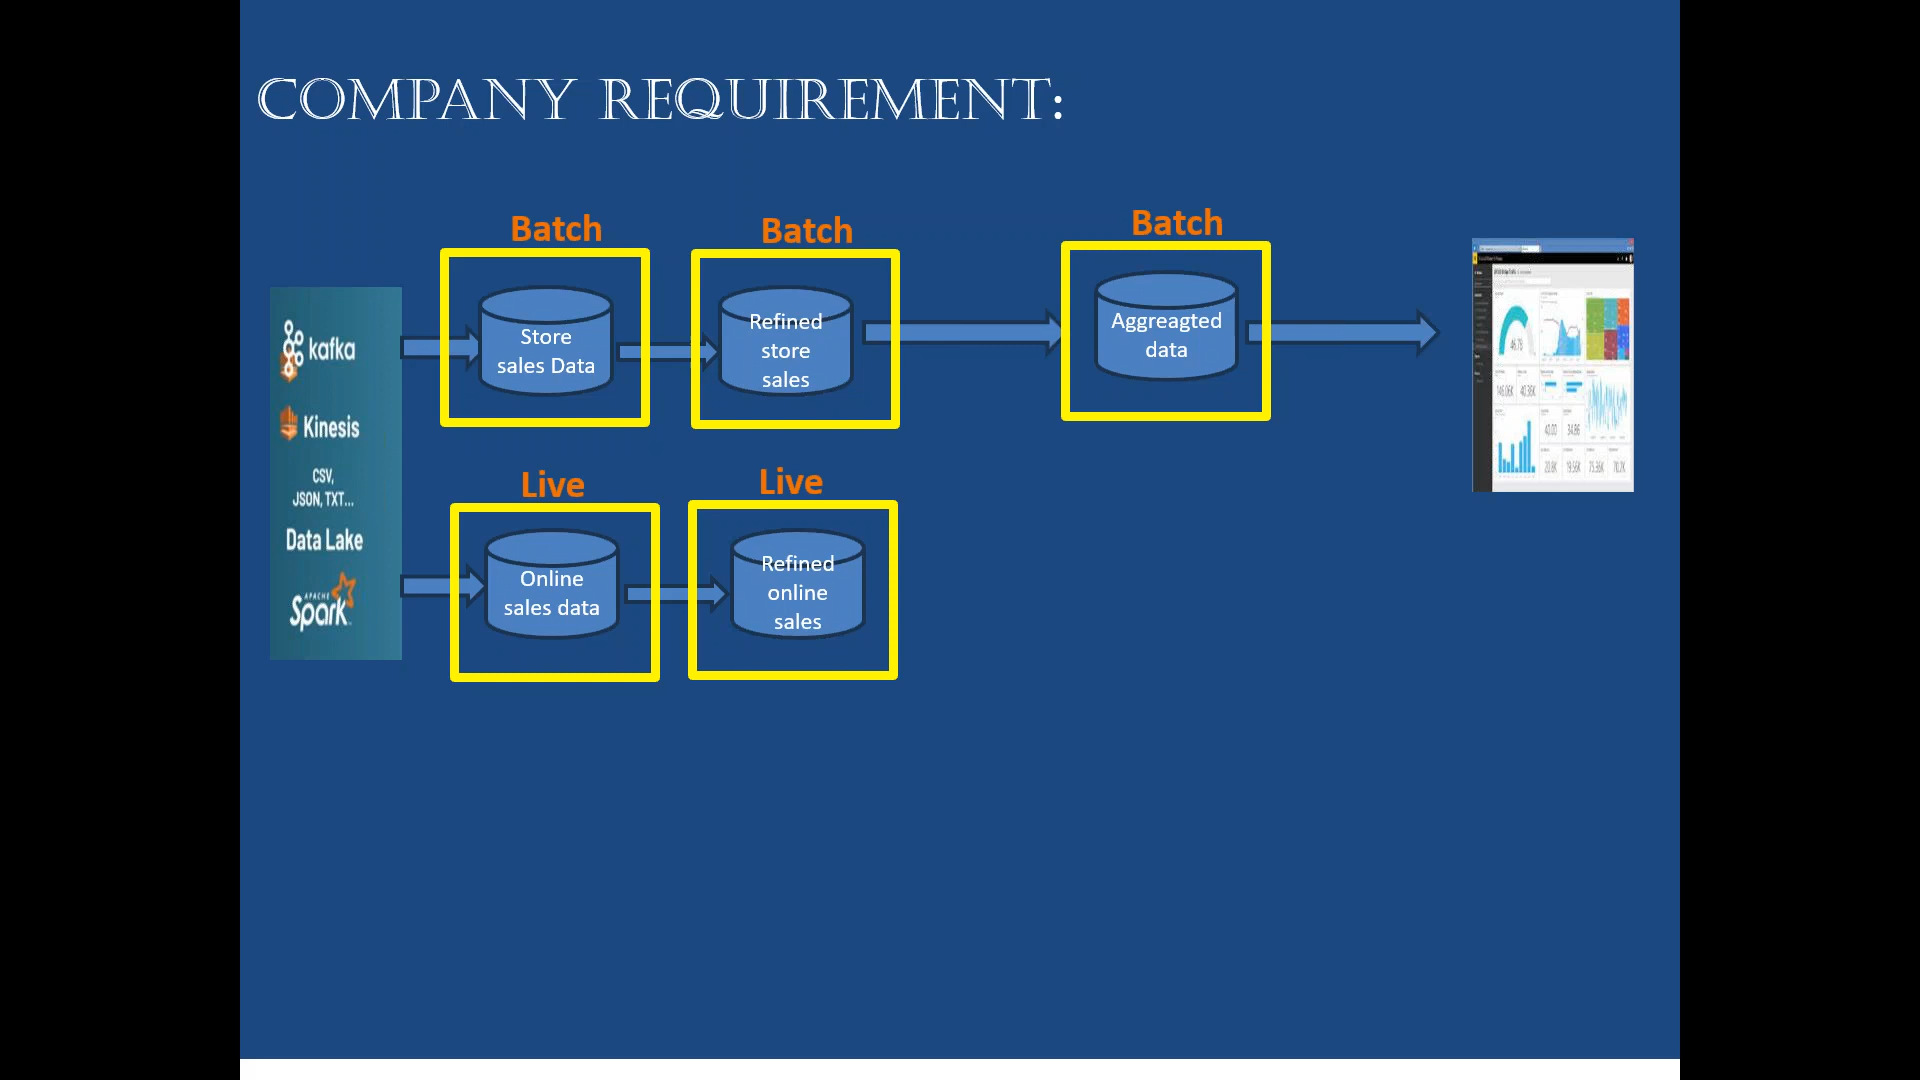 COMPANY REQUIREMENT:
Batch
Batch
Batch
kafka
Kinesis
CSV,
JSON, TXT...
Data Lake
APACHE
Spark
Store
sales Data
Refined
store
sales
Aggreagted
data
Live
Live
Online
sales data
Refined
online
sales